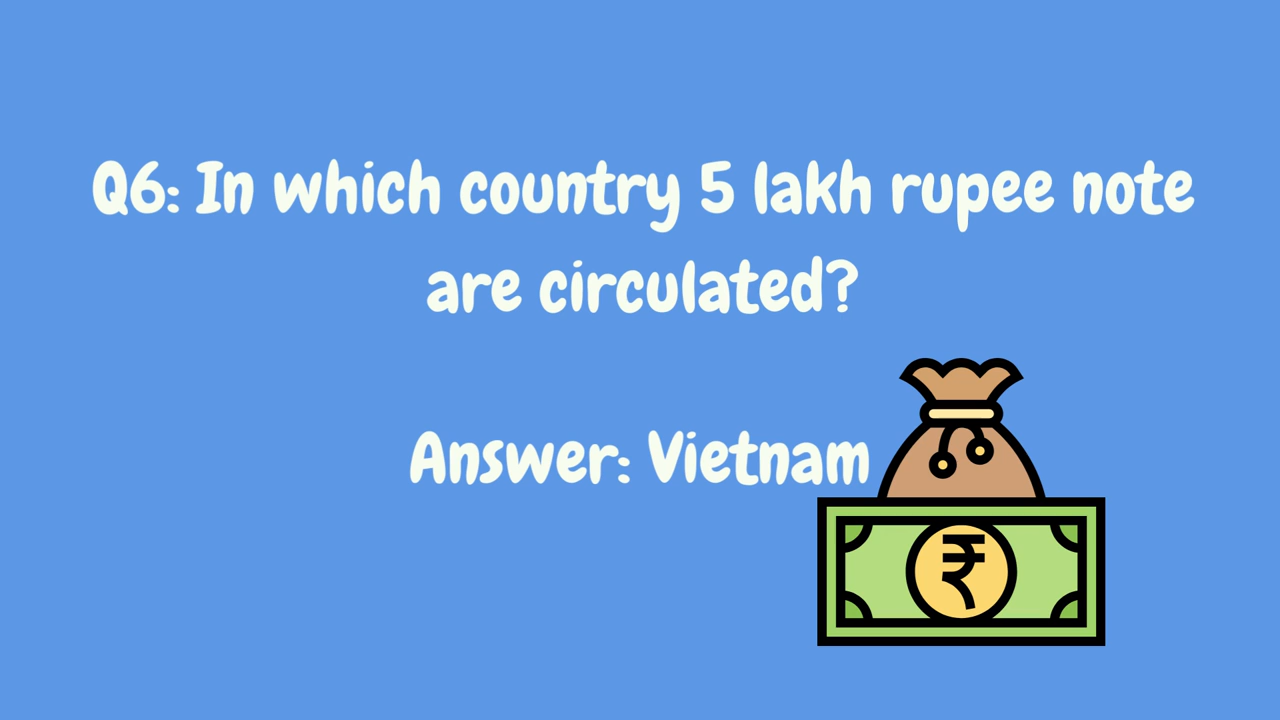 Q6: In which country 5 lakh rupee note
are circulated?
Answer: Vietnam
₹